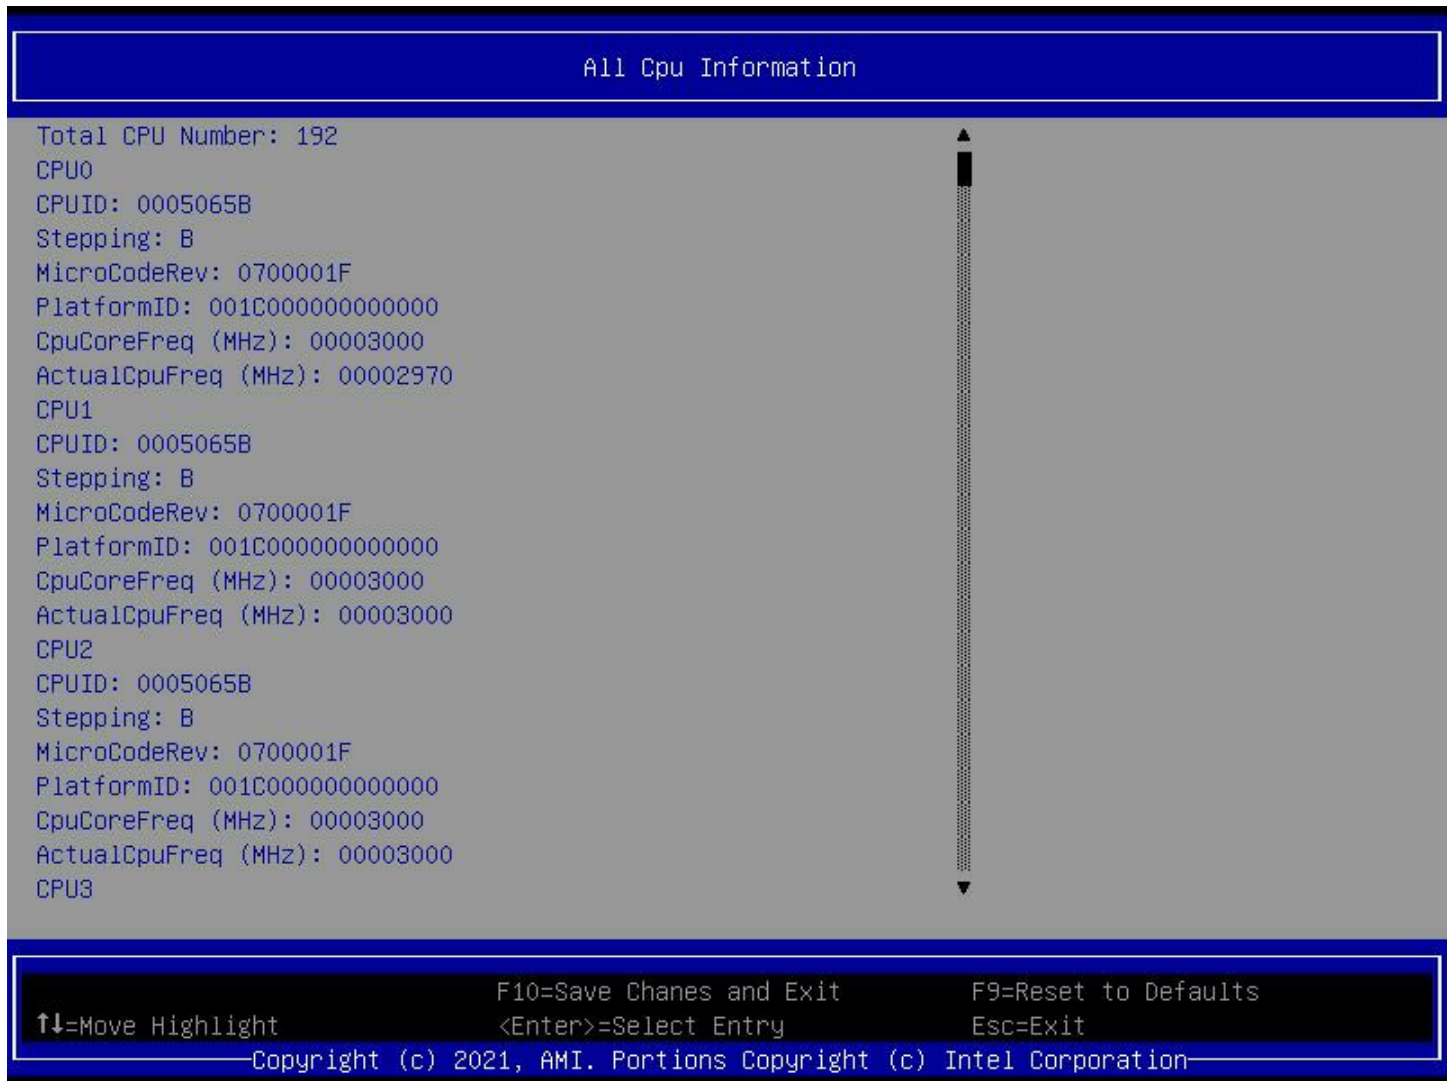 All Cpu Information
Total CPU Number: 192
CPU0
CPUID: 0005065B
Stepping: B
MicroCodeRev: 0700001F
PlatformID: 001C000000000000
CpuCoreFreq (MHz): 00003000
ActualCpuFreq (MHz): 00002970
CPU1
CPUID: 0005065B
Stepping: B
MicroCodeRev: 0700001F
PlatformID: 001C000000000000
CpuCoreFreq (MHz): 00003000
ActualCpuFreq (MHz): 00003000
CPU2
CPUID: 0005065B
Stepping: B
MicroCodeRev: 0700001F
PlatformID: 001C000000000000
CpuCoreFreq (MHz): 00003000
ActualCpuFreq (MHz): 00003000
CPU3
F10=Save Chanes and Exit F9=Reset to Defaults
↑↓=Move Highlight <Enter>=Select Entry Esc=Exit
Copyright (c) 2021, AMI. Portions Copyright (c) Intel Corporation